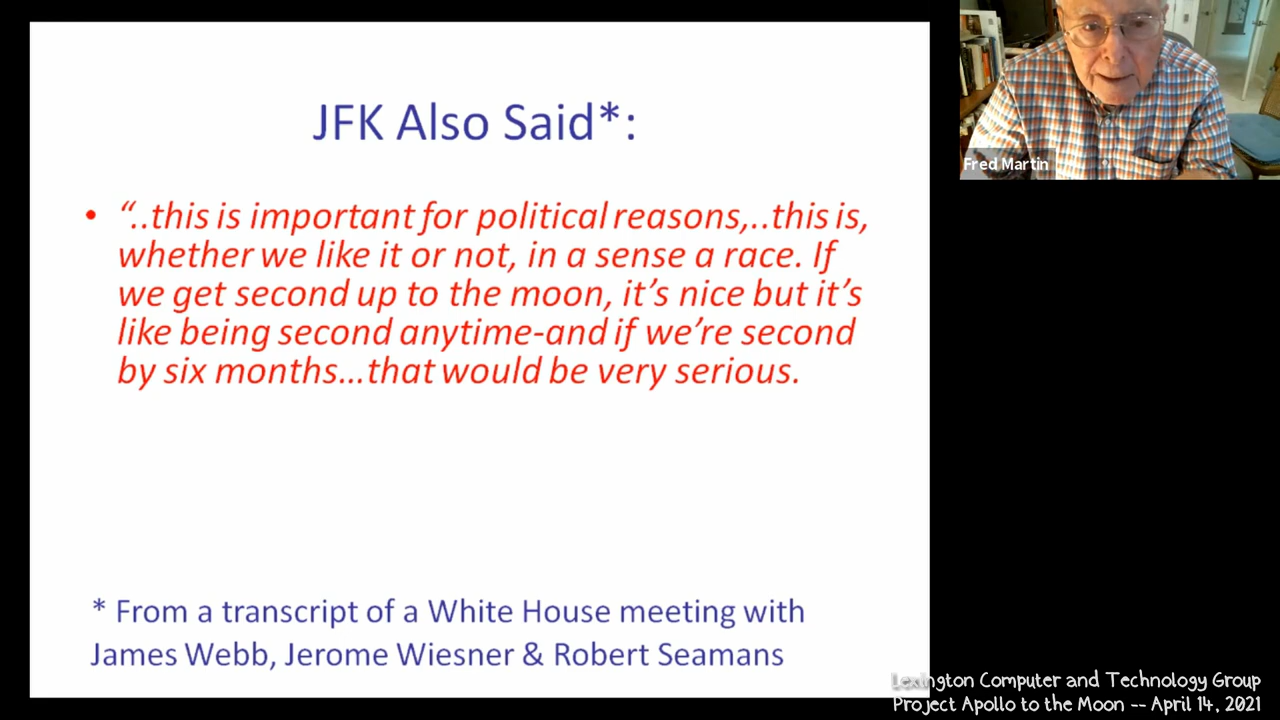 JFK Also Said*:
• “..this is important for political reasons,..this is,
whether we like it or not, in a sense a race. If
we get second up to the moon, it’s nice but it’s
like being second anytime-and if we’re second
by six months…that would be very serious.
* From a transcript of a White House meeting with
James Webb, Jerome Wiesner & Robert Seamans
Fred Martin
Lexington Computer and Technology Group
Project Apollo to the Moon -- April 14, 2021